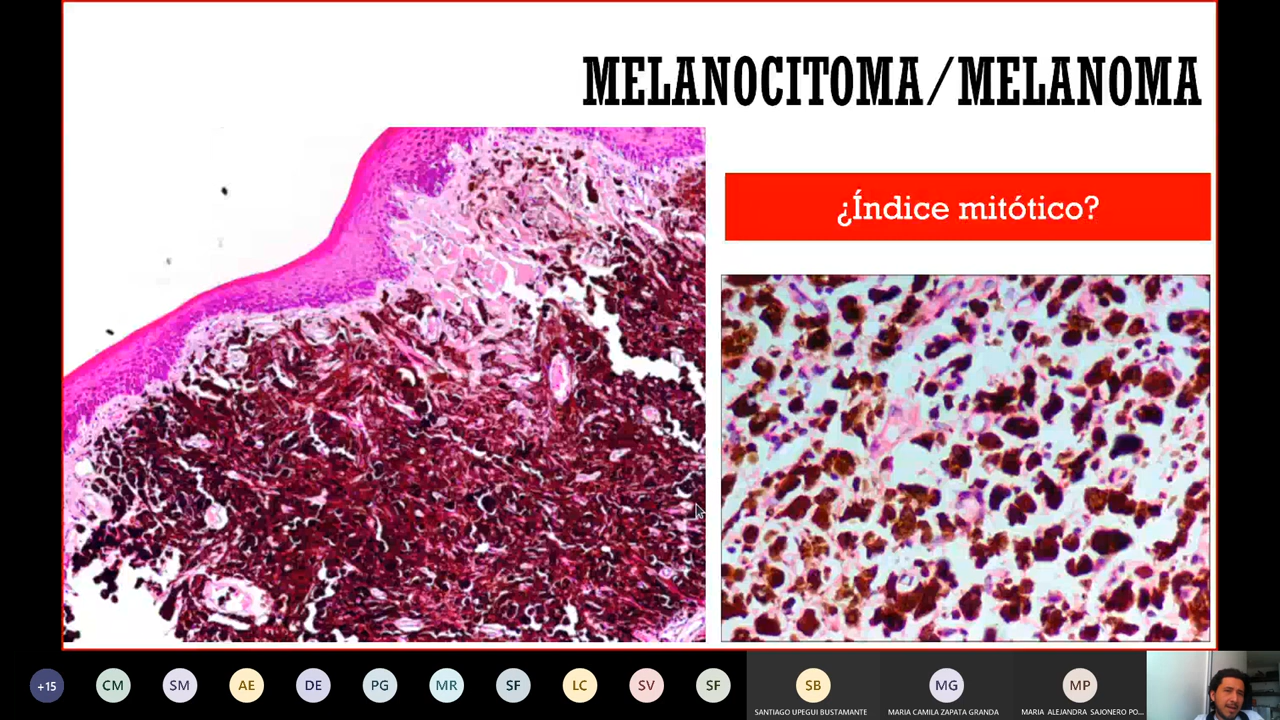 MELANOCITOMA/MELANOMA
¿Índice mitótico?
+15
CM
SM
AE
DE
PG
MR
SF
LC
SV
SF
SB
MG
MP
SANTIAGO UPEGUI BUSTAMANTE
MARIA CAMILA ZAPATA GRANDA
MARIA ALEJANDRA SAJONERO PO...